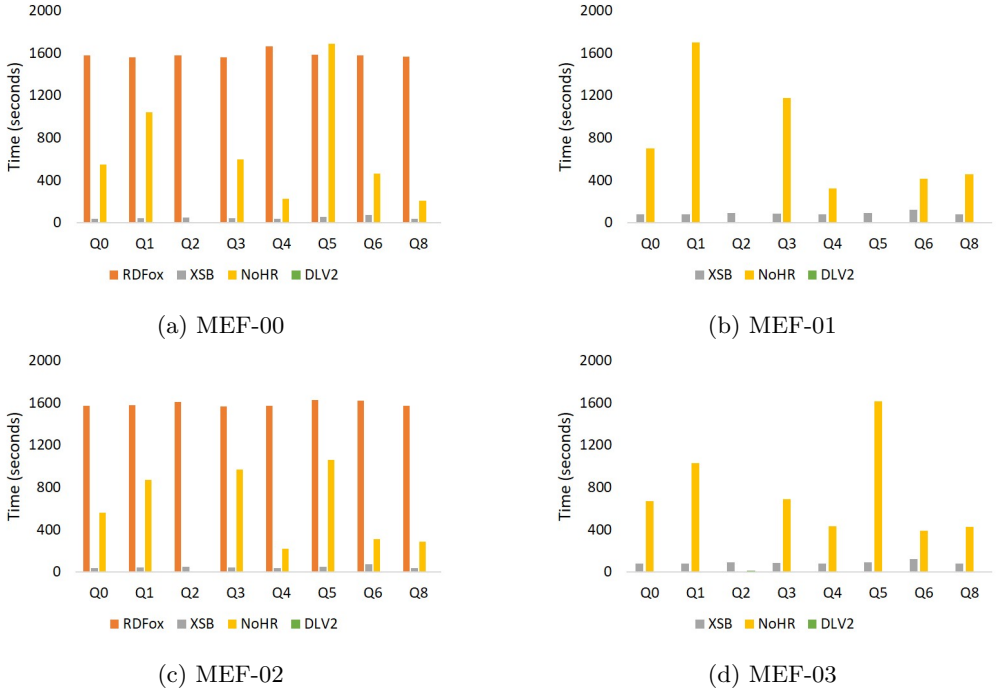 2000
1600
1200
800
400
0
Time (seconds)
Q0 Q1 Q2 Q3 Q4 Q5 Q6 Q8
RDFox XSB NoHR DLV2
(a) MEF-00
2000
1600
1200
800
400
0
Time (seconds)
Q0 Q1 Q2 Q3 Q4 Q5 Q6 Q8
XSB NoHR DLV2
(b) MEF-01
2000
1600
1200
800
400
0
Time (seconds)
Q0 Q1 Q2 Q3 Q4 Q5 Q6 Q8
RDFox XSB NoHR DLV2
(c) MEF-02
2000
1600
1200
800
400
0
Time (seconds)
Q0 Q1 Q2 Q3 Q4 Q5 Q6 Q8
XSB NoHR DLV2
(d) MEF-03